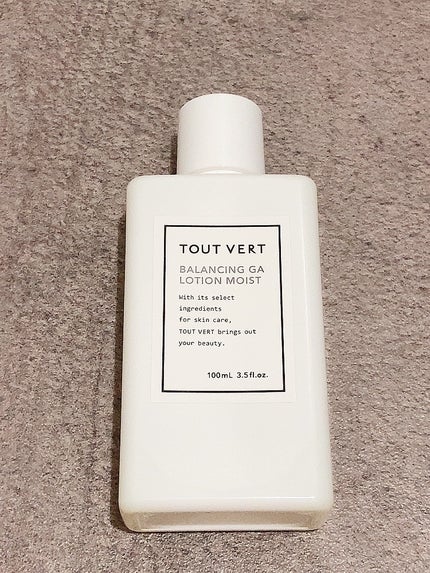 TOUT VERT
BALANCING GA
LOTION MOIST
With its select
ingredients
for skin care,
TOUT VERT brings out
your beauty.
100mL 3.5fl.oz.